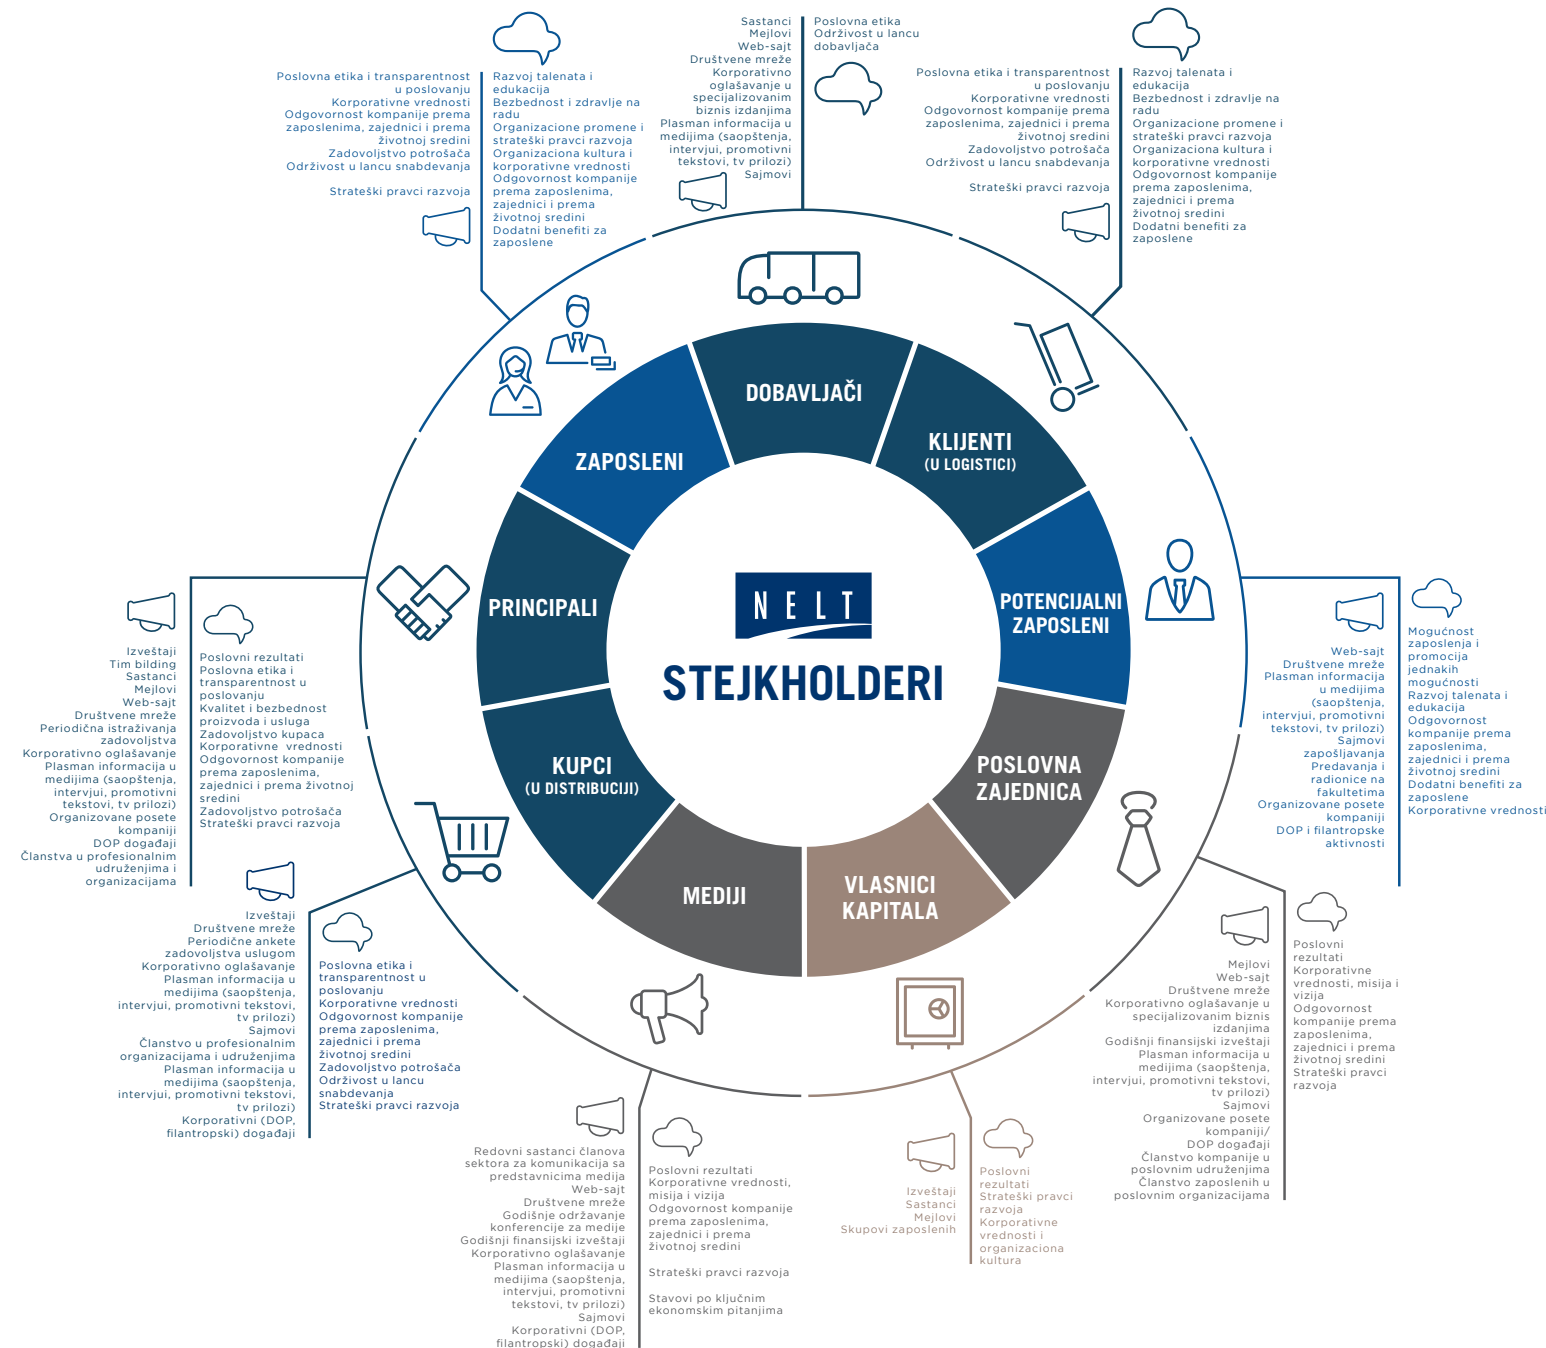 Poslovna etika i transparentnost
u poslovanju
Korporativne vrednosti
Odgovornost kompanije prema
zaposlenima, zajednici i prema
životnoj sredini
Zadovoljstvo potrošača
Održivost u lancu snabdevanja
Strateški pravci razvoja
Razvoj talenata i
edukacija
Bezbednost i zdravlje na
radu
Organizacione promene i
strateški pravci razvoja
Organizaciona kultura i
korporativne vrednosti
Odgovornost kompanije
prema zaposlenima,
zajednici i prema
životnoj sredini
Dodatni benefiti za
zaposlene
Sastanci
Mejlovi
Web-sajt
Društvene mreže
Korporativno
oglašavanje u
specijalizovanim
biznis izdanjima
Plasman informacija u
medijima (saopštenja,
intervjui, promotivni
tekstovi, tv prilozi)
Sajmovi
Poslovna etika
Održivost u lancu
dobavljača
Poslovna etika i transparentnost
u poslovanju
Korporativne vrednosti
Odgovornost kompanije prema
zaposlenima, zajednici i prema
životnoj sredini
Zadovoljstvo potrošača
Održivost u lancu snabdevanja
Strateški pravci razvoja
Razvoj talenata i
edukacija
Bezbednost i zdravlje na
radu
Organizacione promene i
strateški pravci razvoja
Organizaciona kultura i
korporativne vrednosti
Odgovornost kompanije
prema zaposlenima,
zajednici i prema
životnoj sredini
Dodatni benefiti za
zaposlene
DOBAVLJAČI
KLIJENTI
(U LOGISTICI)
ZAPOSLENI
POTENCIJALNI
ZAPOSLENI
PRINCIPALI
NELT
STEJKHOLDERI
POSLOVNA
ZAJEDNICA
KUPCI
(U DISTRIBUCIJI)
MEDIJI
VLASNICI
KAPITALA
Izveštaji
Tim bilding
Sastanci
Mejlovi
Web-sajt
Društvene mreže
Periodična istraživanja
zadovoljstva
Korporativno oglašavanje
Plasman informacija u
medijima (saopštenja,
intervjui, promotivni
tekstovi, tv prilozi)
Organizovane posete
kompaniji
DOP događaji
Članstva u profesionalnim
udruženjima i
organizacijama
Poslovni rezultati
Poslovna etika i
transparentnost u
poslovanju
Kvalitet i bezbednost
proizvoda i usluga
Zadovoljstvo kupaca
Korporativne vrednosti
Odgovornost kompanije
prema zaposlenima,
zajednici i prema životnoj
sredini
Zadovoljstvo potrošača
Strateški pravci razvoja
Web-sajt
Društvene mreže
Plasman informacija
u medijima
(saopštenja,
intervjui, promotivni
tekstovi, tv prilozi)
Sajmovi
zapošljavanja
Predavanja i
radionice na
fakultetima
Organizovane posete
kompaniji
DOP i filantropske
aktivnosti
Mogućnost
zaposlenja i
promocija
jednakih
mogućnosti
Razvoj talenata i
edukacija
Odgovornost
kompanije prema
zaposlenima,
zajednici i prema
životnoj sredini
Dodatni benefiti za
zaposlene
Korporativne vrednosti
Izveštaji
Društvene mreže
Periodične ankete
zadovoljstva uslugom
Korporativno oglašavanje
Plasman informacija u
medijima (saopštenja,
intervjui, promotivni tekstovi,
tv prilozi)
Sajmovi
Članstvo u profesionalnim
organizacijama i udruženjima
Plasman informacija u
medijima (saopštenja,
intervjui, promotivni tekstovi,
tv prilozi)
Korporativni (DOP,
filantropski) događaji
Poslovna etika i
transparentnost u
poslovanju
Korporativne vrednosti
Odgovornost kompanije
prema zaposlenima,
zajednici i prema
životnoj sredini
Zadovoljstvo potrošača
Održivost u lancu
snabdevanja
Strateški pravci razvoja
Mejlovi
Web-sajt
Društvene mreže
Korporativno oglašavanje u
specijalizovanim biznis
izdanjima
Godišnji finansijski izveštaji
Plasman informacija u
medijima (saopštenja,
intervjui, promotivni tekstovi,
tv prilozi)
Sajmovi
Organizovane posete
kompaniji/
DOP događaji
Članstvo kompanije u
poslovnim udruženjima
Članstvo zaposlenih u
poslovnim organizacijama
Poslovni
rezultati
Korporativne
vrednosti, misija i
vizija
Odgovornost
kompanije prema
zaposlenima,
zajednici i prema
životnoj sredini
Strateški pravci
razvoja
Redovni sastanci članova
sektora za komunikacija sa
predstavnicima medija
Web-sajt
Društvene mreže
Godišnje održavanje
konferencije za medije
Godišnji finansijski izveštaji
Korporativno oglašavanje
Plasman informacija u
medijima (saopštenja,
intervjui, promotivni
tekstovi, tv prilozi)
Sajmovi
Korporativni (DOP,
filantropski) događaji
Poslovni rezultati
Korporativne vrednosti,
misija i vizija
Odgovornost kompanije
prema zaposlenima,
zajednici i prema
životnoj sredini
Strateški pravci razvoja
Stavovi po ključnim
ekonomskim pitanjima
Izveštaji
Sastanci
Mejlovi
Skupovi zaposlenih
Poslovni
rezultati
Strateški pravci
razvoja
Korporativne
vrednosti i
organizaciona
kultura